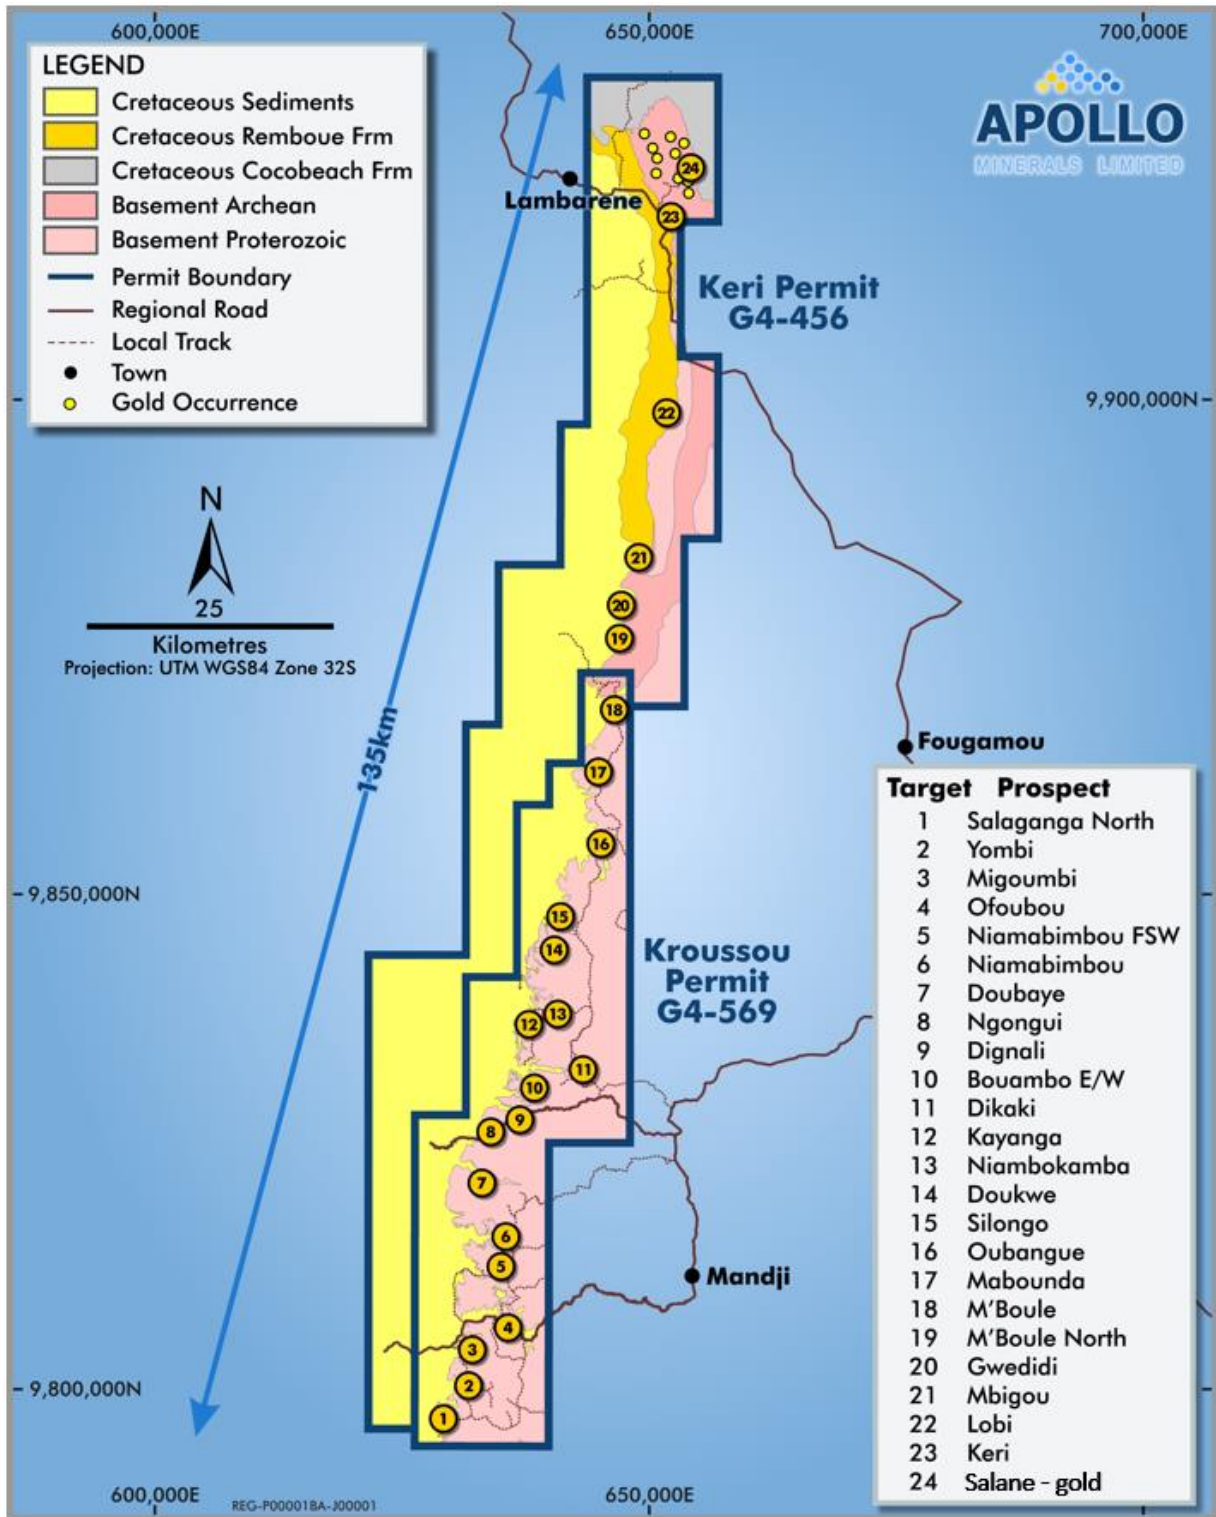 600,000E
650,000E
700,000E
LEGEND
Cretaceous Sediments
Cretaceous Remboue Frm
Cretaceous Cocobeach Frm
Basement Archean
Basement Proterozoic
Permit Boundary
Regional Road
Local Track
Town
Gold Occurrence
APOLLO
MINERALS LIMITED
24
Lambarene
23
Keri Permit
G4-456
9,900,000N
22
N
25
Kilometres
Projection: UTM WGS84 Zone 32S
21
20
19
18
135km
Fougamou
17
16
9,850,000N
15
14
Kroussou
Permit
G4-569
13
12
11
10
9
8
7
6
5
Mandji
4
3
2
9,800,000N
1
Target Prospect
1 Salaganga North
2 Yombi
3 Migoumbi
4 Ofoubou
5 Niamabimbou FSW
6 Niamabimbou
7 Doubaye
8 Ngongui
9 Dignali
10 Bouambo E/W
11 Dikaki
12 Kayanga
13 Niambokamba
14 Doukwe
15 Silongo
16 Oubangue
17 Mabounda
18 M'Boule
19 M'Boule North
20 Gwedidi
21 Mbigou
22 Lobi
23 Keri
24 Salane - gold
600,000E
REG-P00001BA-J00001
650,000E